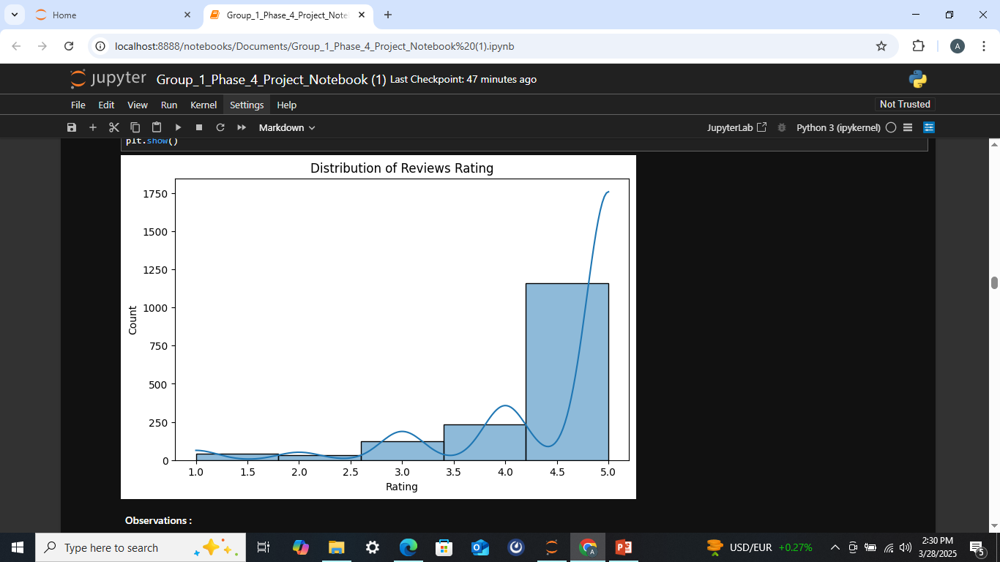 Home
Group_1_Phase_4_Project_Note
localhost:8888/notebooks/Documents/Group_1_Phase_4_Project_Notebook%20(1).ipynb
A
jupyter Group_1_Phase_4_Project_Notebook (1) Last Checkpoint: 47 minutes ago
File Edit View Run Kernel Settings Help Not Trusted
Markdown JupyterLab Python 3 (ipykernel)
plt.show()
Distribution of Reviews Rating
1750
1500
1250
1000
750
500
250
0
Count
1.0 1.5 2.0 2.5 3.0 3.5 4.0 4.5 5.0
Rating
Observations :
Type here to search
A
USD/EUR +0.27%
2:30 PM
3/28/2025
5